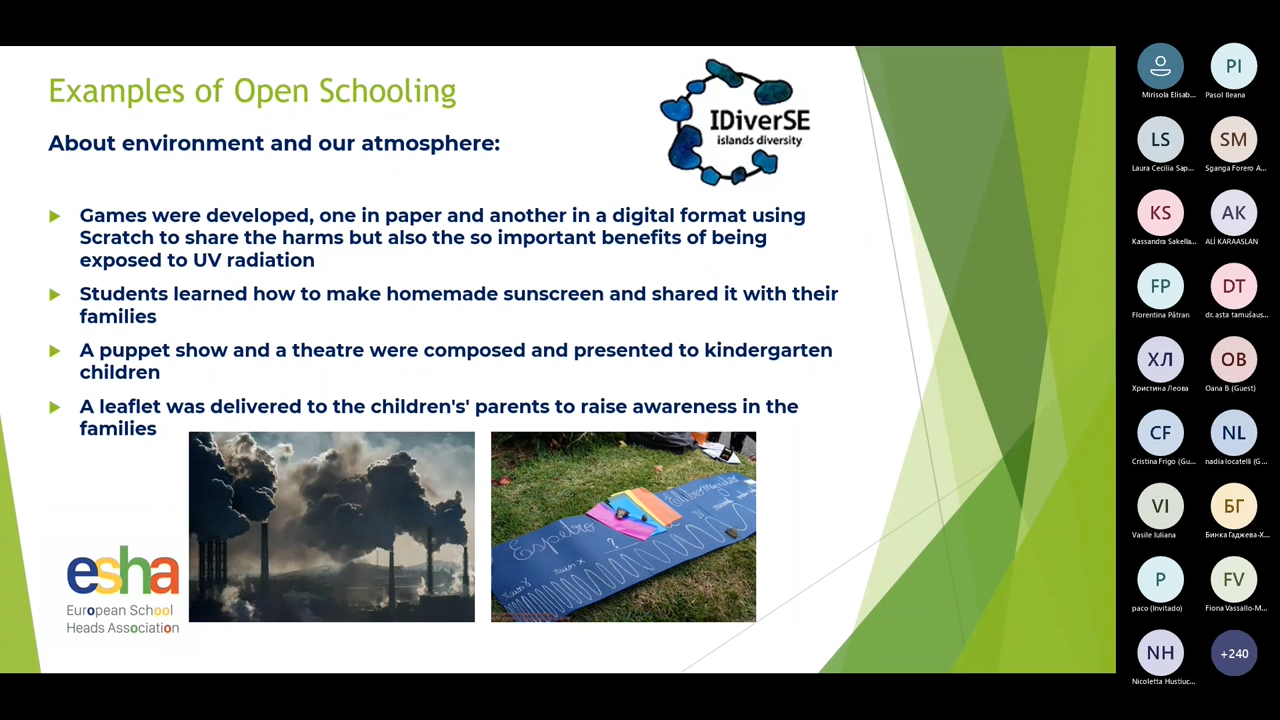 Examples of Open Schooling
IDiverSE
islands diversity
About environment and our atmosphere:
Games were developed, one in paper and another in a digital format using
Scratch to share the harms but also the so important benefits of being
exposed to UV radiation
Students learned how to make homemade sunscreen and shared it with their
families
A puppet show and a theatre were composed and presented to kindergarten
children
A leaflet was delivered to the children's' parents to raise awareness in the
families
Espetro
?
esha
European School
Heads Association
PI
Mirisola Elisab...
Pasol Ileana
LS
SM
Laura Cecilia Sap...
Sganga Forero A...
KS
AK
Kassandra Sakella...
ALİ KARAASLAN
FP
DT
Florentina Pătran
dr. asta tamušaus...
ХЛ
OB
Христина Леова
Oana B (Guest)
CF
NL
Cristina Frigo (Gu...
nadia locatelli (G...
VI
БГ
Vasile Iuliana
Бинка Гаджева-Х...
P
FV
paco (Invitado)
Fiona Vassallo-M...
NH
+240
Nicoletta Hustiuc...